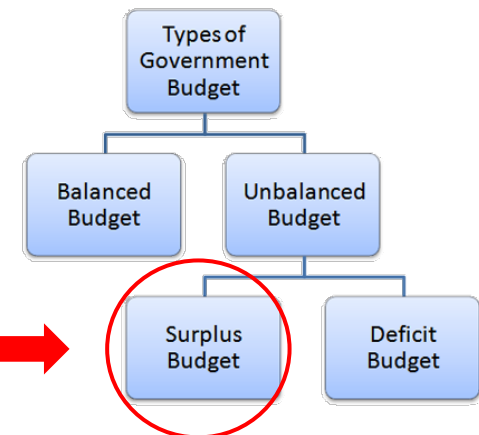 Types of
Government
Budget
Balanced
Budget
Unbalanced
Budget
Surplus
Budget
Deficit
Budget